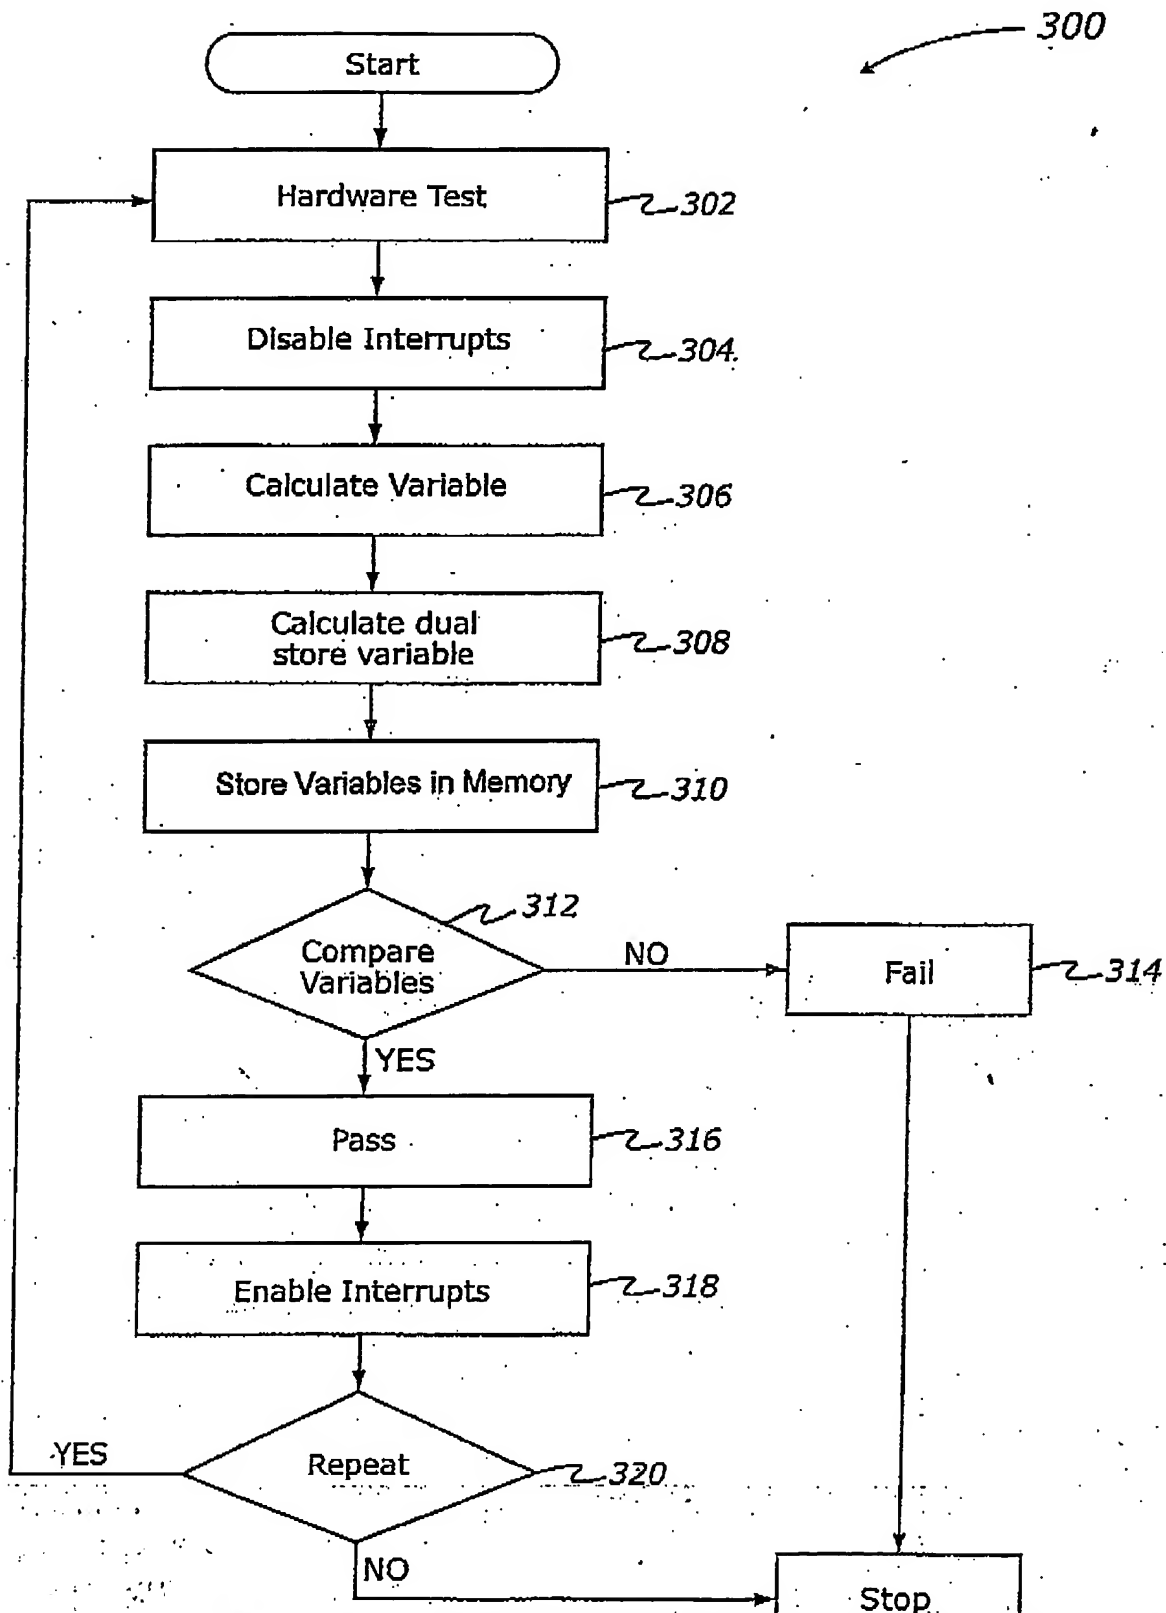 300
Start
Hardware Test
302
Disable Interrupts
304.
Calculate Variable
306
Calculate dual
store variable
308
Store Variables in Memory
310
312
Compare
Variables
NO
Fail
314
YES
Pass
316
Enable Interrupts
318
YES
Repeat
320
NO
Stop